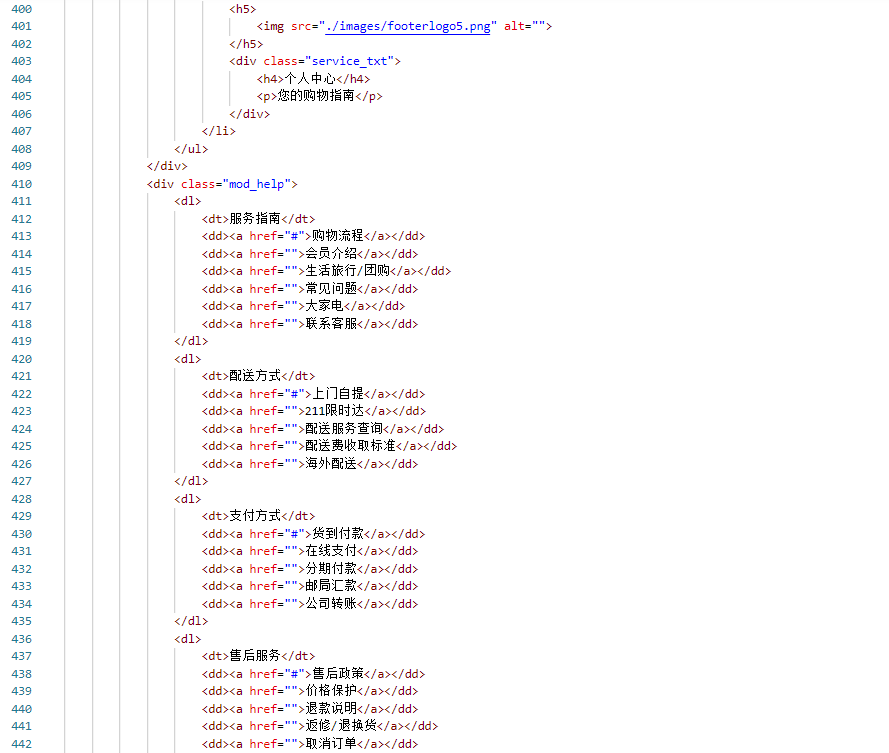 400 <h5>
401 <img src="./images/footerlogo5.png" alt="">
402 </h5>
403 <div class="service_txt">
404 <h4>个人中心</h4>
405 <p>您的购物指南</p>
406 </div>
407 </li>
408 </ul>
409 </div>
410 <div class="mod_help">
411 <dl>
412 <dt>服务指南</dt>
413 <dd><a href="#">购物流程</a></dd>
414 <dd><a href="">会员介绍</a></dd>
415 <dd><a href="">生活旅行/团购</a></dd>
416 <dd><a href="">常见问题</a></dd>
417 <dd><a href="">大家电</a></dd>
418 <dd><a href="">联系客服</a></dd>
419 </dl>
420 <dl>
421 <dt>配送方式</dt>
422 <dd><a href="#">上门自提</a></dd>
423 <dd><a href="">211限时达</a></dd>
424 <dd><a href="">配送服务查询</a></dd>
425 <dd><a href="">配送费收取标准</a></dd>
426 <dd><a href="">海外配送</a></dd>
427 </dl>
428 <dl>
429 <dt>支付方式</dt>
430 <dd><a href="#">货到付款</a></dd>
431 <dd><a href="">在线支付</a></dd>
432 <dd><a href="">分期付款</a></dd>
433 <dd><a href="">邮局汇款</a></dd>
434 <dd><a href="">公司转账</a></dd>
435 </dl>
436 <dl>
437 <dt>售后服务</dt>
438 <dd><a href="#">售后政策</a></dd>
439 <dd><a href="">价格保护</a></dd>
440 <dd><a href="">退款说明</a></dd>
441 <dd><a href="">返修/退换货</a></dd>
442 <dd><a href="">取消订单</a></dd>